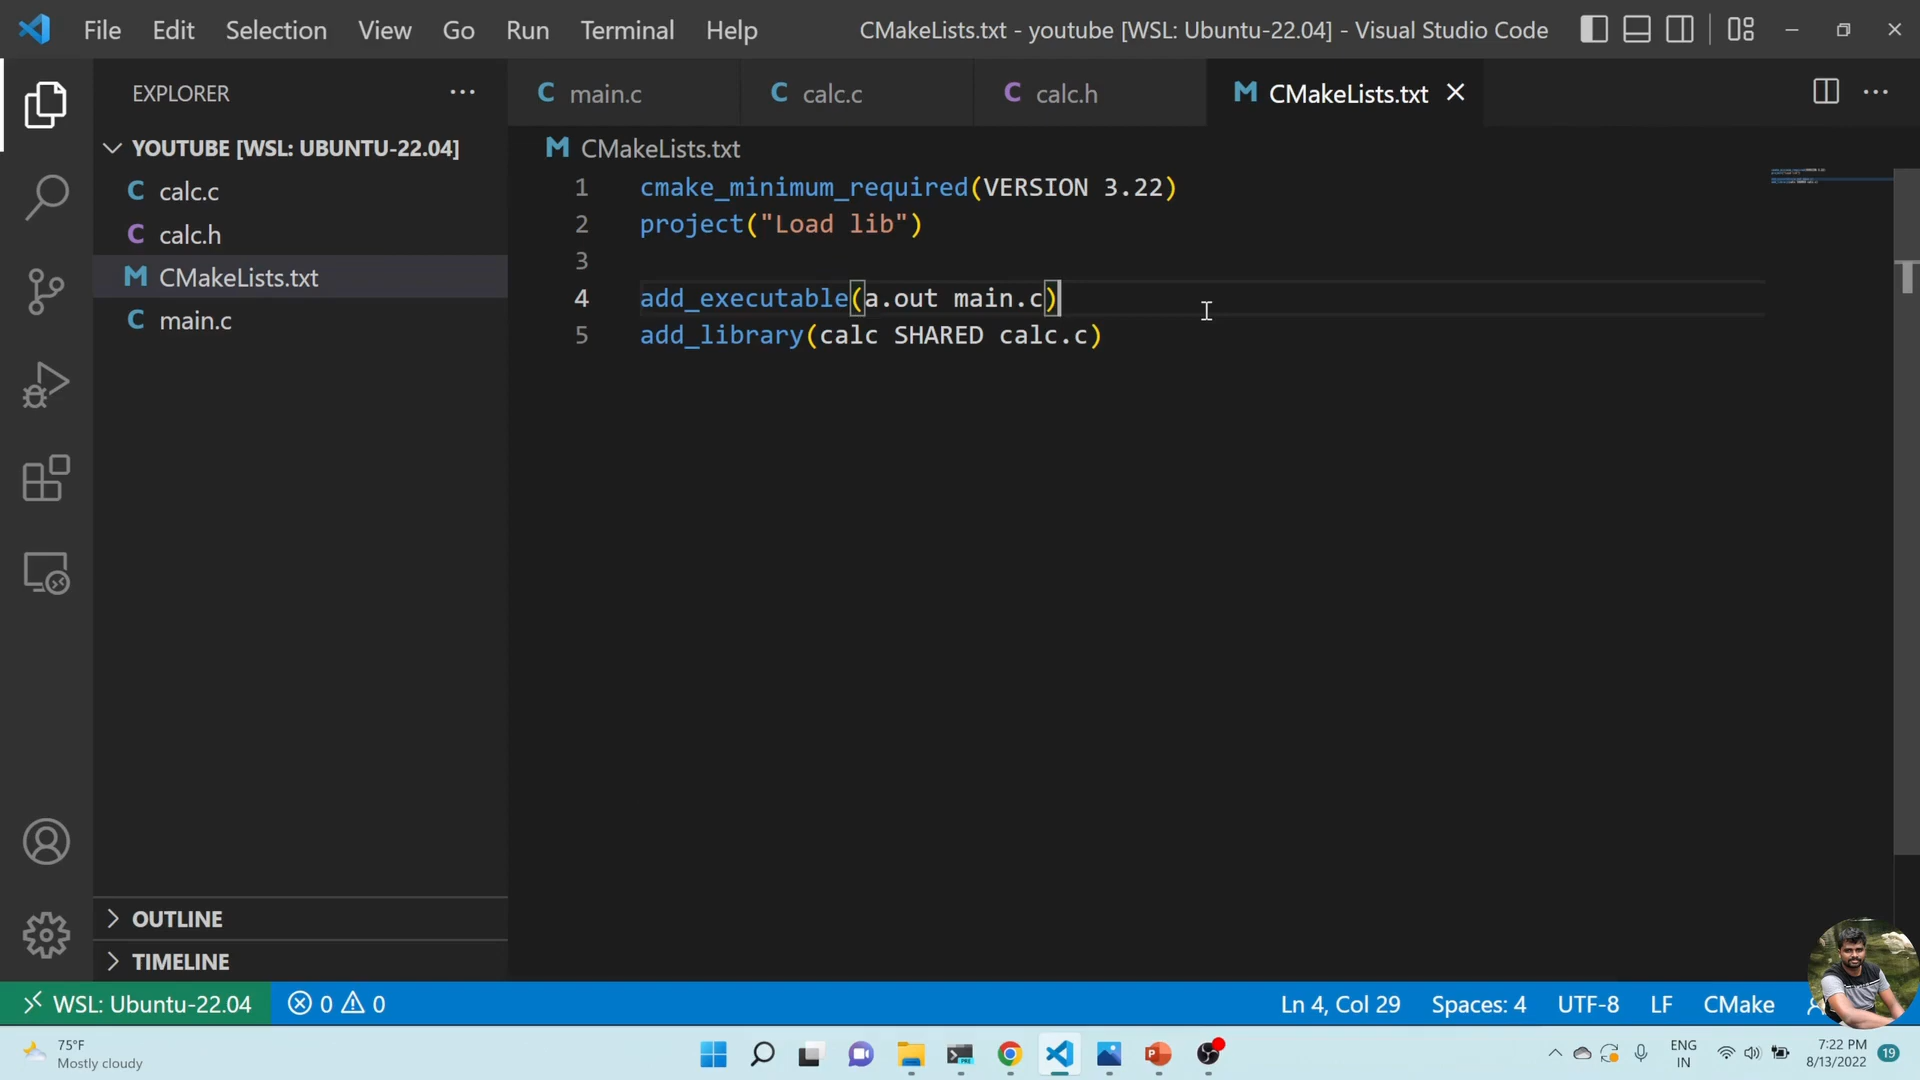 File Edit Selection View Go Run Terminal Help CMakeLists.txt - youtube [WSL: Ubuntu-22.04] - Visual Studio Code
EXPLORER
YOUTUBE [WSL: UBUNTU-22.04]
C calc.c
C calc.h
M CMakeLists.txt
C main.c
OUTLINE
TIMELINE
C main.c C calc.c C calc.h M CMakeLists.txt
M CMakeLists.txt
1 cmake_minimum_required(VERSION 3.22)
2 project("Load lib")
3
4 add_executable(a.out main.c)
5 add_library(calc SHARED calc.c)
WSL: Ubuntu-22.04 0 0 Ln 4, Col 29 Spaces: 4 UTF-8 LF CMake
75°F
Mostly cloudy
PRE
ENG
IN
7:22 PM
8/13/2022
19